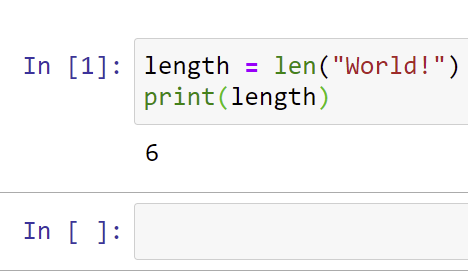 In [1]: length = len("World!")
print(length)
6
In [ ]: